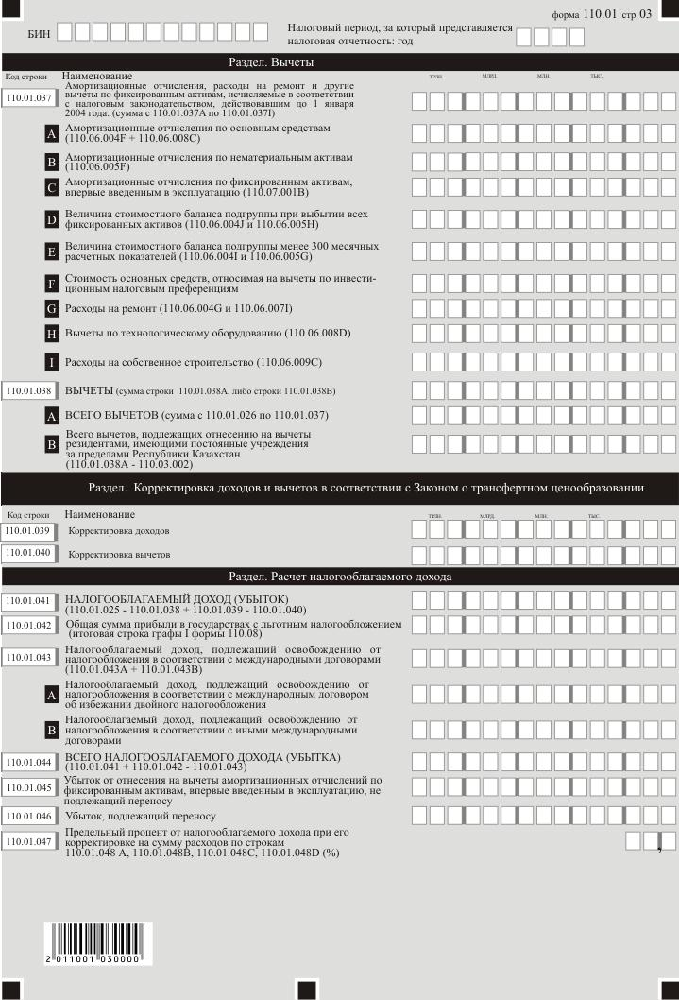 форма 110.01 стр.03
БИН
Налоговый период, за который представляется
налоговая отчетность: год
Раздел. Вычеты
Код строки Наименование ТРЛН. МЛРД. МЛН. ТЫС.
110.01.037 Амортизационные отчисления, расходы на ремонт и другие
вычеты по фиксированным активам, исчисляемые в соответствии
с налоговым законодательством, действовавшим до 1 января
2004 года: (сумма с 110.01.037A по 110.01.037I)
A Амортизационные отчисления по основным средствам
(110.06.004F + 110.06.008C)
B Амортизационные отчисления по нематериальным активам
(110.06.005F)
C Амортизационные отчисления по фиксированным активам,
впервые введенным в эксплуатацию (110.07.001B)
D Величина стоимостного баланса подгруппы при выбытии всех
фиксированных активов (110.06.004J и 110.06.005H)
E Величина стоимостного баланса подгруппы менее 300 месячных
расчетных показателей (110.06.004I и 110.06.005G)
F Стоимость основных средств, относимая на вычеты по инвести-
ционным налоговым преференциям
G Расходы на ремонт (110.06.004G и 110.06.007I)
H Вычеты по технологическому оборудованию (110.06.008D)
I Расходы на собственное строительство (110.06.009C)
110.01.038 ВЫЧЕТЫ (сумма строки 110.01.038A, либо строки 110.01.038B)
A ВСЕГО ВЫЧЕТОВ (сумма с 110.01.026 по 110.01.037)
B Всего вычетов, подлежащих отнесению на вычеты
резидентами, имеющими постоянные учреждения
за пределами Республики Казахстан
(110.01.038A - 110.03.002)
Раздел. Корректировка доходов и вычетов в соответствии с Законом о трансфертном ценообразовании
Код строки Наименование ТРЛН. МЛРД. МЛН. ТЫС.
110.01.039 Корректировка доходов
110.01.040 Корректировка вычетов
Раздел. Расчет налогооблагаемого дохода
110.01.041 НАЛОГООБЛАГАЕМЫЙ ДОХОД (УБЫТОК)
(110.01.025 - 110.01.038 + 110.01.039 - 110.01.040)
110.01.042 Общая сумма прибыли в государствах с льготным налогообложением
(итоговая строка графы I формы 110.08)
110.01.043 Налогооблагаемый доход, подлежащий освобождению от
налогообложения в соответствии с международными договорами
(110.01.043A + 110.01.043B)
A Налогооблагаемый доход, подлежащий освобождению от
налогообложения в соответствии с международным договором
об избежании двойного налогообложения
B Налогооблагаемый доход, подлежащий освобождению от
налогообложения в соответствии с иными международными
договорами
110.01.044 ВСЕГО НАЛОГООБЛАГАЕМОГО ДОХОДА (УБЫТКА)
(110.01.041 + 110.01.042 - 110.01.043)
110.01.045 Убыток от отнесения на вычеты амортизационных отчислений по
фиксированным активам, впервые введенным в эксплуатацию, не
подлежащий переносу
110.01.046 Убыток, подлежащий переносу
110.01.047 Предельный процент от налогооблагаемого дохода при его
корректировке на сумму расходов по строкам
110.01.048 A, 110.01.048B, 110.01.048C, 110.01.048D (%) ,
2 011001 030000